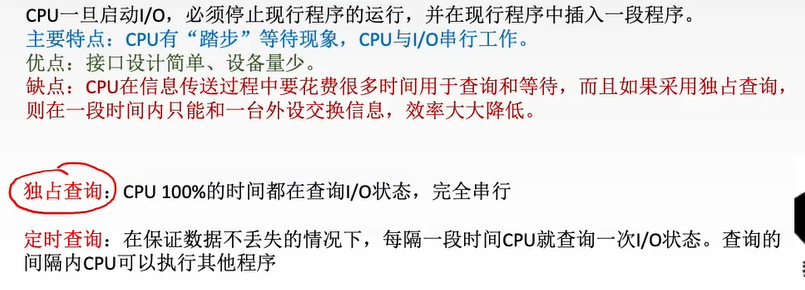 CPU一旦启动I/O，必须停止现行程序的运行，并在现行程序中插入一段程序。
主要特点：CPU有“踏步”等待现象，CPU与I/O串行工作。
优点：接口设计简单、设备量少。
缺点：CPU在信息传送过程中要花费很多时间用于查询和等待，而且如果采用独占查询，
则在一段时间内只能和一台外设交换信息，效率大大降低。
独占查询：CPU 100%的时间都在查询I/O状态，完全串行
定时查询：在保证数据不丢失的情况下，每隔一段时间CPU就查询一次I/O状态。查询的
间隔内CPU可以执行其他程序